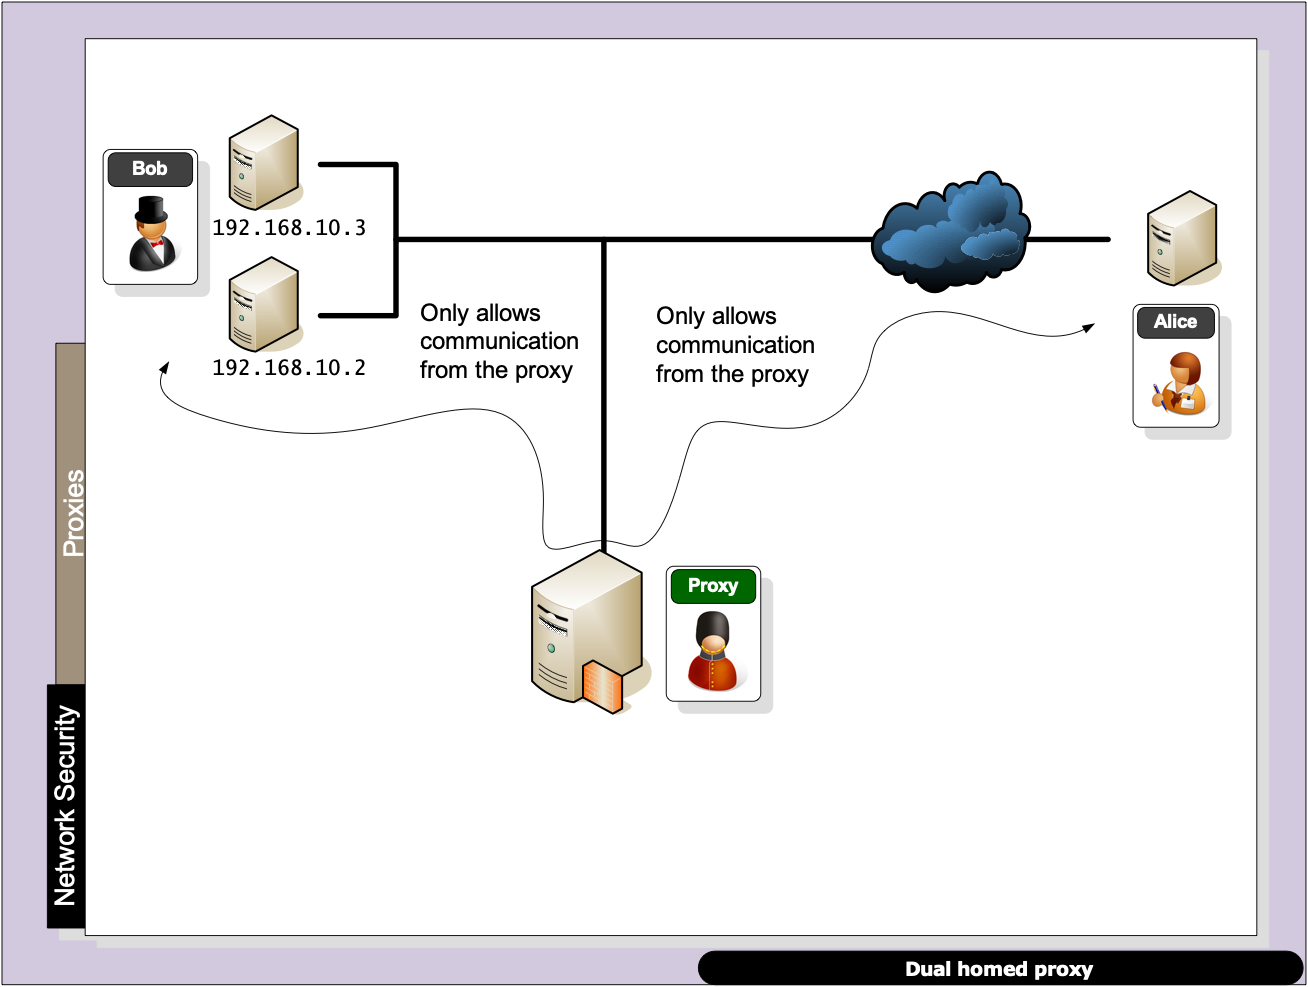 Bob
192.168.10.3
192.168.10.2
Only allows
communication
from the proxy
Only allows
communication
from the proxy
Alice
Proxy
Proxies
Network Security
Dual homed proxy